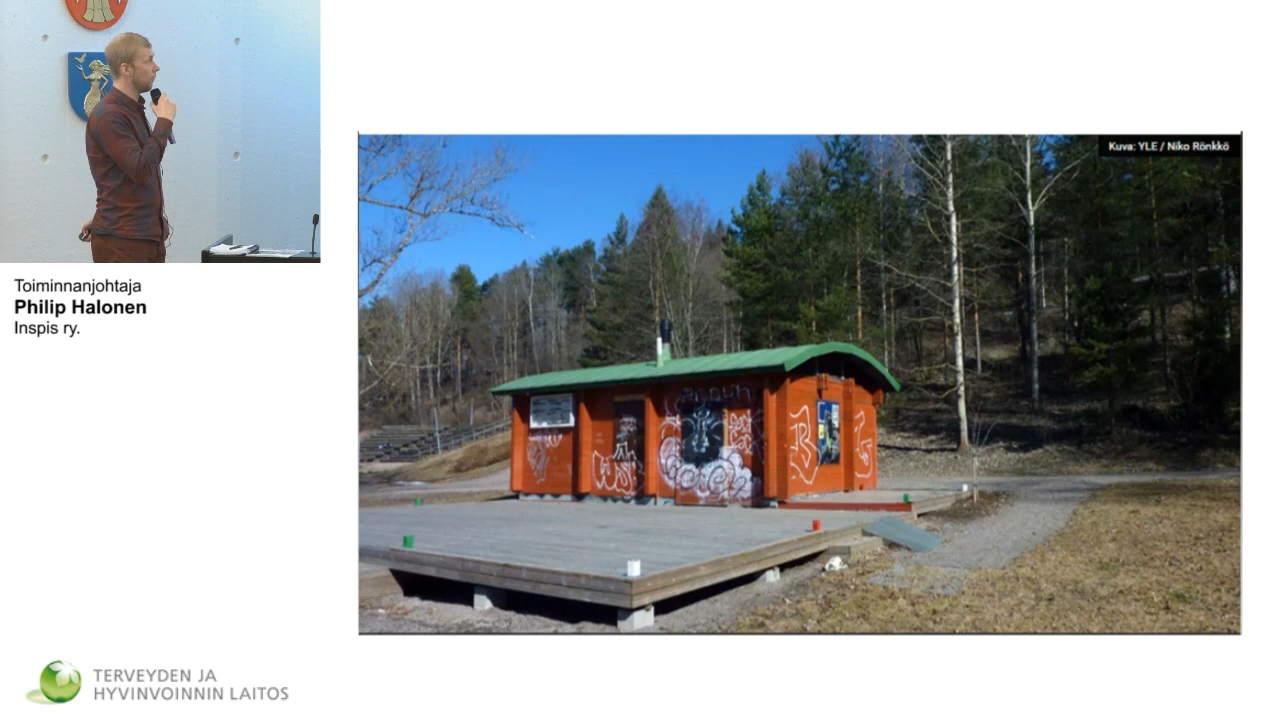 Toiminnanjohtaja
Philip Halonen
Inspis ry.
Kuva: YLE / Niko Rönkkö
TERVEYDEN JA
HYVINVOINNIN LAITOS